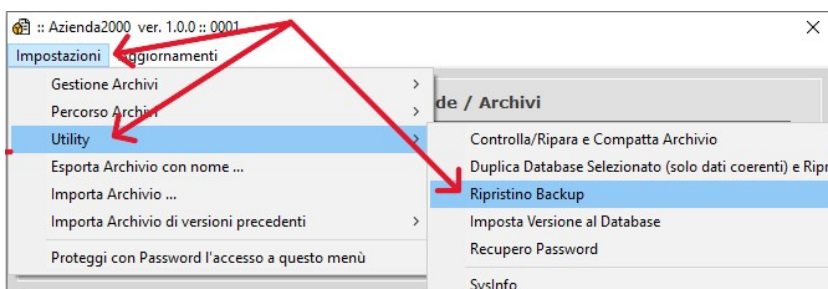 :: Azienda2000 ver. 1.0.0 :: 0001
Impostazioni Aggiornamenti
Gestione Archivi
Percorso Archivi
de / Archivi
Utility
Controlla/Ripara e Compatta Archivio
Esporta Archivio con nome ...
Duplica Database Selezionato (solo dati coerenti) e Ripr
Importa Archivio ...
Ripristino Backup
Importa Archivio di versioni precedenti
Imposta Versione al Database
Recupero Password
Proteggi con Password l'accesso a questo menù
SysInfo